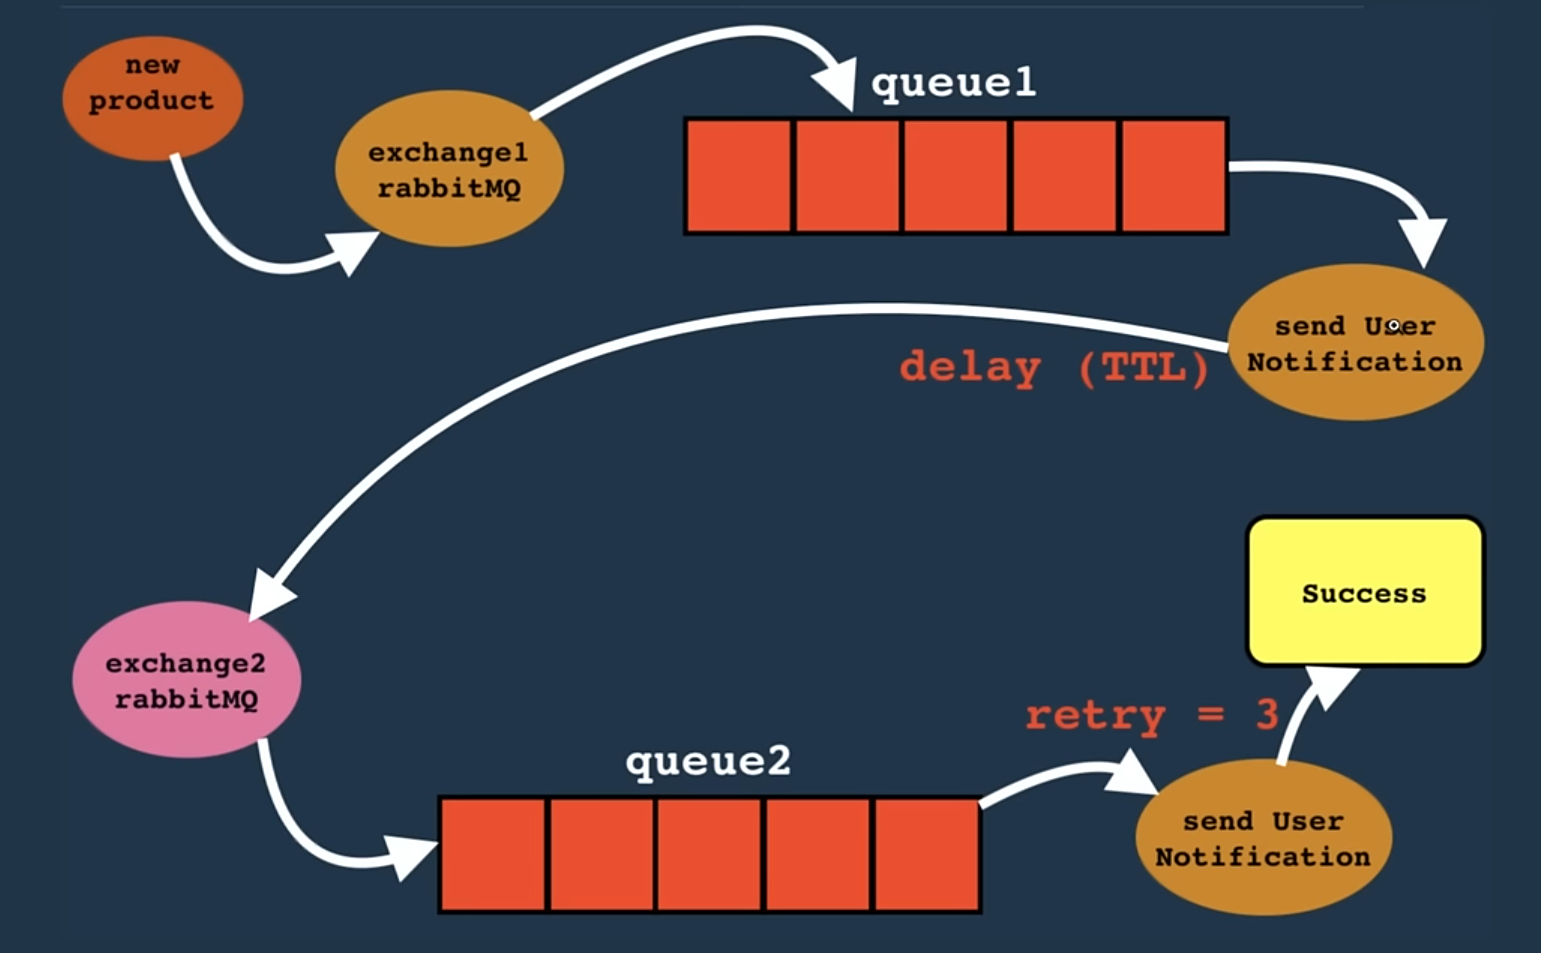 new
product
exchange1
rabbitMQ
queue1
send User
Notification
delay (TTL)
exchange2
rabbitMQ
queue2
retry = 3
send User
Notification
Success